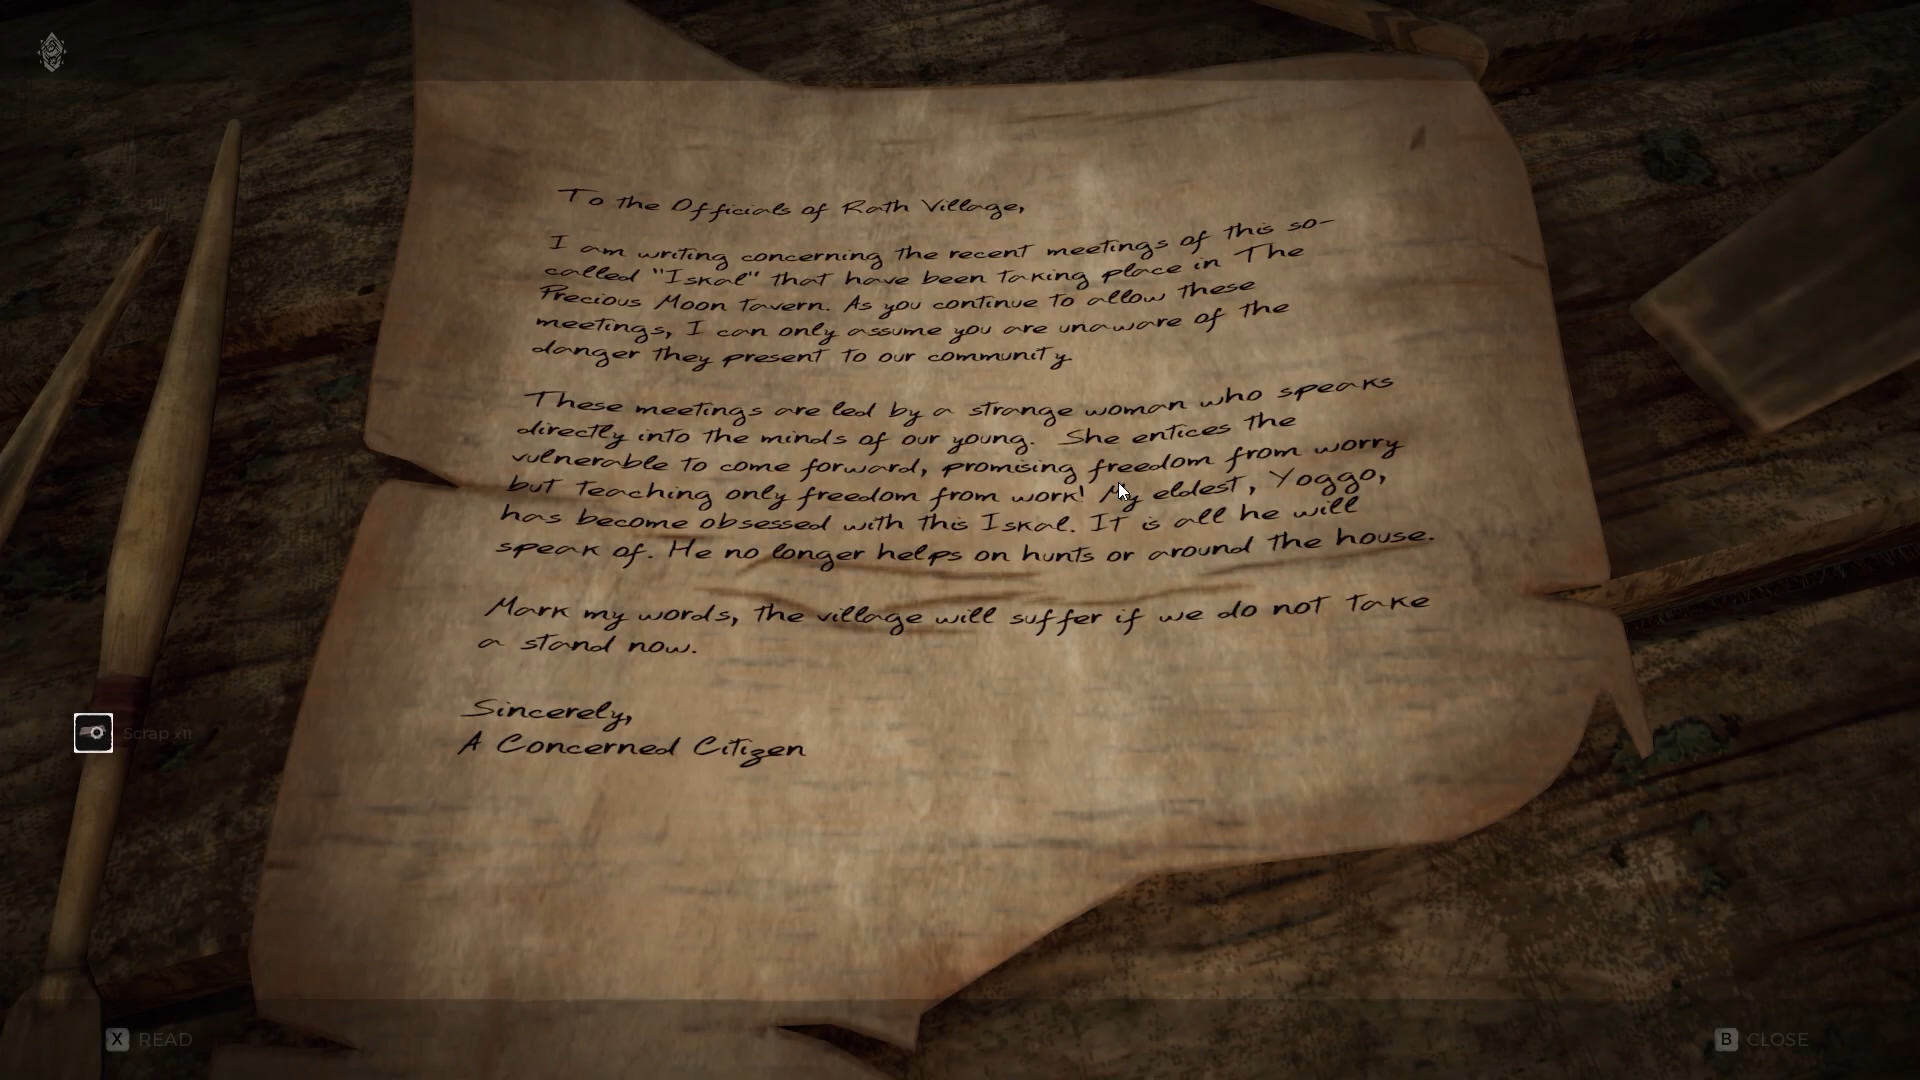 To the Officials of Rath Village,
I am writing concerning the recent meetings of this so-
called "Iskal" that have been taking place in The
Precious Moon Tavern. As you continue to allow these
meetings, I can only assume you are unaware of the
danger they present to our community.
These meetings are led by a strange woman who speaks
directly into the minds of our young. She entices the
vulnerable to come forward, promising freedom from worry
but teaching only freedom from work! My eldest, Yoggo,
has become obsessed with this Iskal. It is all he will
speak of. He no longer helps on hunts or around the house.
Mark my words, the village will suffer if we do not take
a stand now.
Sincerely,
A Concerned Citizen
Scrap x11
X READ
B CLOSE